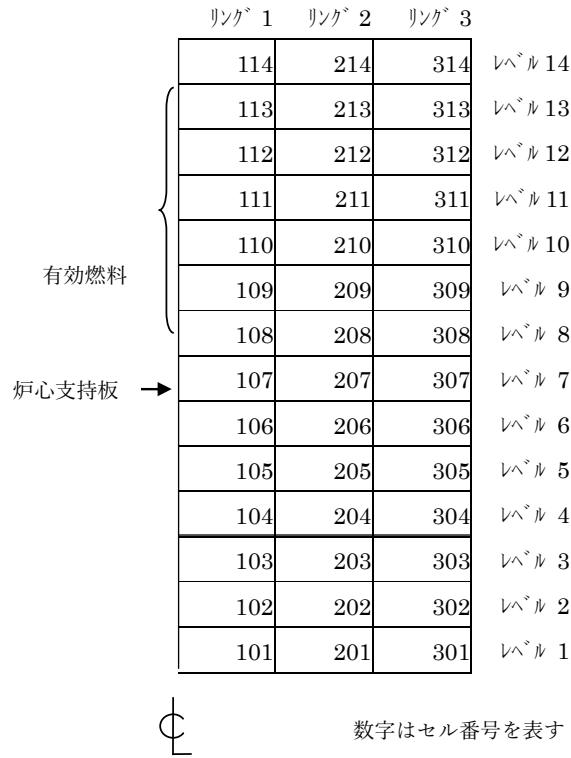 ﾘﾝｸﾞ 1 ﾘﾝｸﾞ 2 ﾘﾝｸﾞ 3
114 214 314 ﾚﾍﾞﾙ 14
113 213 313 ﾚﾍﾞﾙ 13
112 212 312 ﾚﾍﾞﾙ 12
111 211 311 ﾚﾍﾞﾙ 11
110 210 310 ﾚﾍﾞﾙ 10
有効燃料
109 209 309 ﾚﾍﾞﾙ 9
108 208 308 ﾚﾍﾞﾙ 8
炉心支持板
107 207 307 ﾚﾍﾞﾙ 7
106 206 306 ﾚﾍﾞﾙ 6
105 205 305 ﾚﾍﾞﾙ 5
104 204 304 ﾚﾍﾞﾙ 4
103 203 303 ﾚﾍﾞﾙ 3
102 202 302 ﾚﾍﾞﾙ 2
101 201 301 ﾚﾍﾞﾙ 1
数字はセル番号を表す